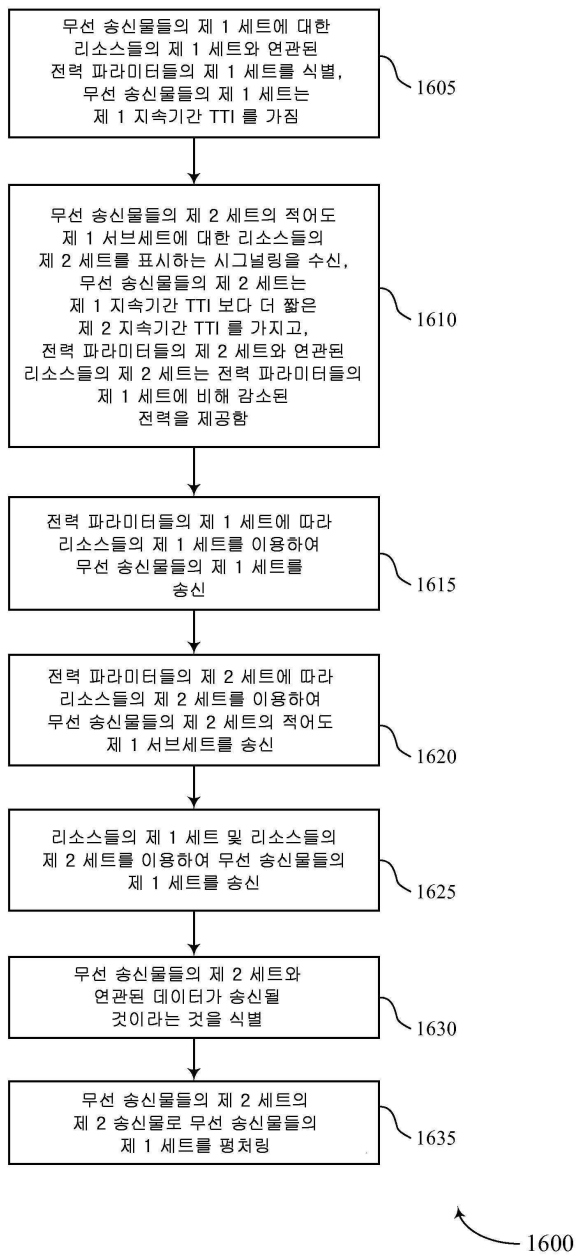 무선 송신물들의 제 1 세트에 대한
리소스들의 제 1 세트와 연관된
전력 파라미터들의 제 1 세트를 식별,
무선 송신물들의 제 1 세트는
제 1 지속기간 TTI 를 가짐
1605
무선 송신물들의 제 2 세트의 적어도
제 1 서브세트에 대한 리소스들의
제 2 세트를 표시하는 시그널링을 수신,
무선 송신물들의 제 2 세트는
제 1 지속기간 TTI 보다 더 짧은
제 2 지속기간 TTI 를 가지고,
전력 파라미터들의 제 2 세트와 연관된
리소스들의 제 2 세트는 전력 파라미터들의
제 1 세트에 비해 감소된
전력을 제공함
1610
전력 파라미터들의 제 1 세트에 따라
리소스들의 제 1 세트를 이용하여
무선 송신물들의 제 1 세트를
송신
1615
전력 파라미터들의 제 2 세트에 따라
리소스들의 제 2 세트를 이용하여
무선 송신물들의 제 2 세트의 적어도
제 1 서브세트를 송신
1620
리소스들의 제 1 세트 및 리소스들의
제 2 세트를 이용하여 무선 송신물들의
제 1 세트를 송신
1625
무선 송신물들의 제 2 세트와
연관된 데이터가 송신될
것이라는 것을 식별
1630
무선 송신물들의 제 2 세트의
제 2 송신물로 무선 송신물들의
제 1 세트를 펑처링
1635
1600